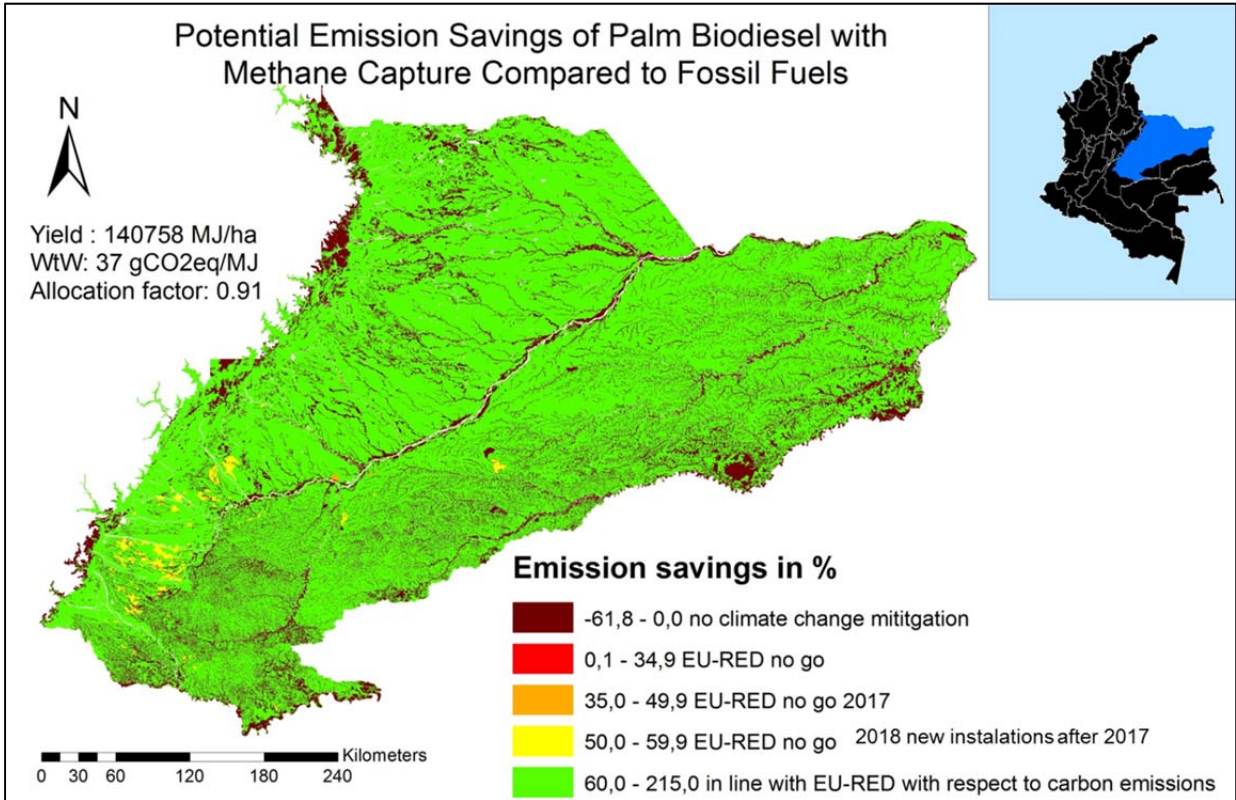 Potential Emission Savings of Palm Biodiesel with
Methane Capture Compared to Fossil Fuels
N
Yield : 140758 MJ/ha
WtW: 37 gCO2eq/MJ
Allocation factor: 0.91
Emission savings in %
-61,8 - 0,0 no climate change mititgation
0,1 - 34,9 EU-RED no go
35,0 - 49,9 EU-RED no go 2017
50,0 - 59,9 EU-RED no go 2018 new instalations after 2017
60,0 - 215,0 in line with EU-RED with respect to carbon emissions
Kilometers
0 30 60 120 180 240